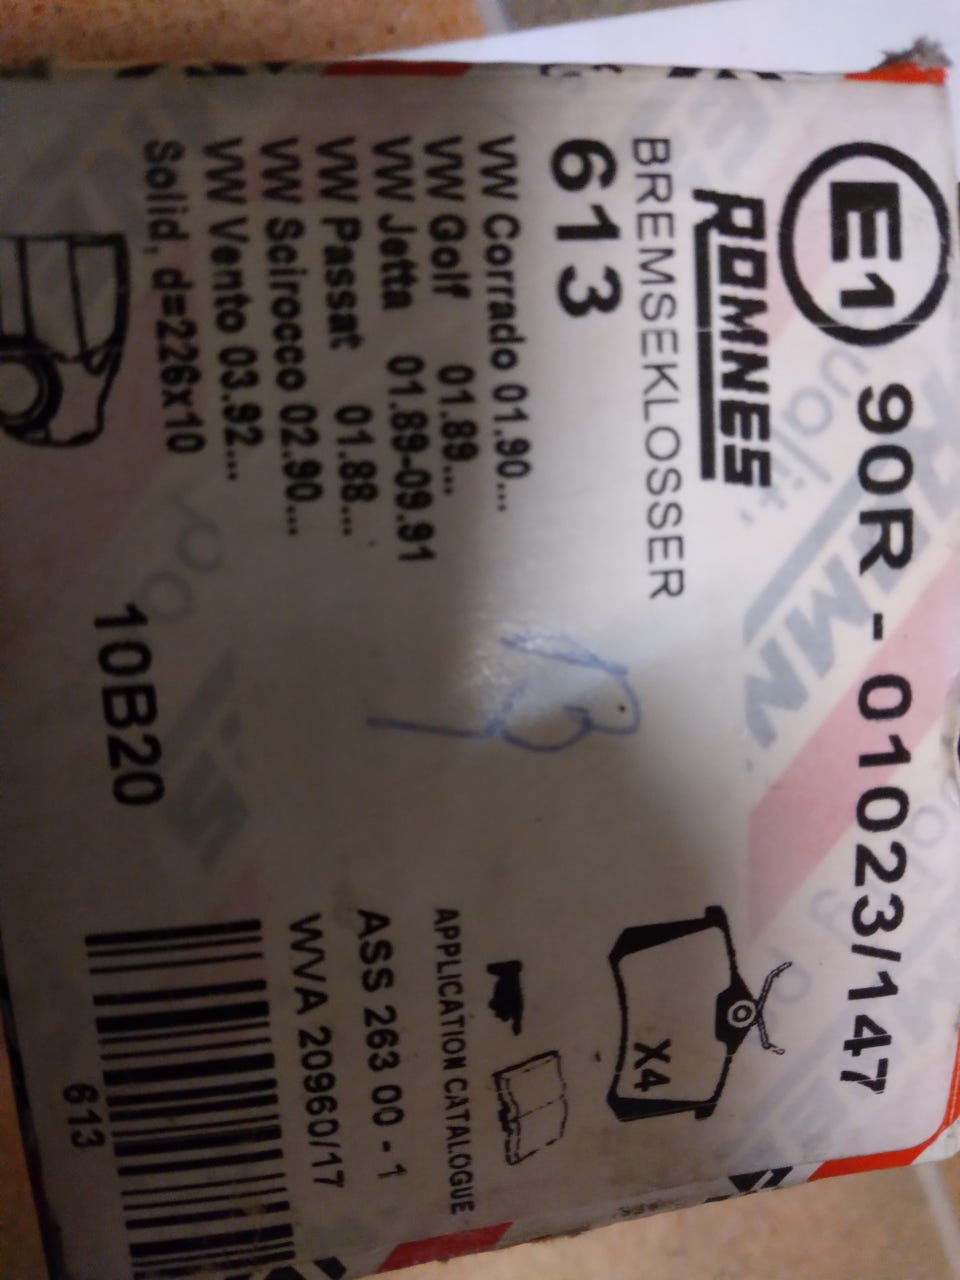 E1 90R - 01023/147
ROMNES
BREMSEKLOSSER
613
VW Corrado 01.90...
VW Golf 01.89...
VW Jetta 01.89-09.91
VW Passat 01.88...
VW Scirocco 02.90...
VW Vento 03.92...
Solid, d=226x10
10B20
X4
APPLICATION CATALOGUE
ASS 263 00 - 1
WVA 20960/17
613